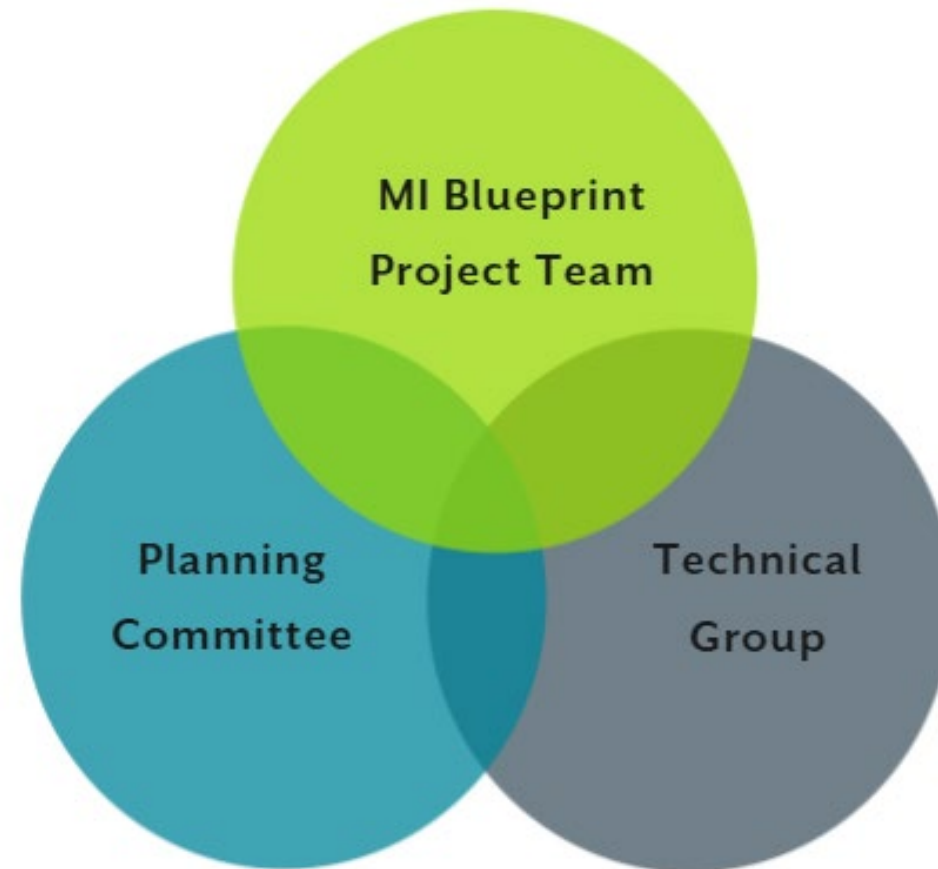 MI Blueprint
Project Team
Planning
Committee
Technical
Group